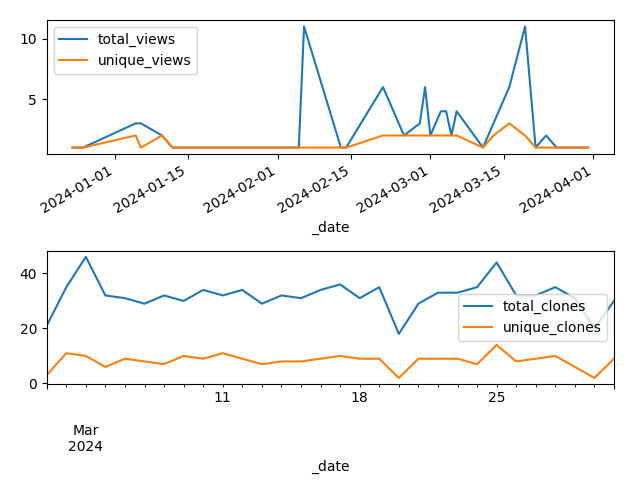 10
5
total_views
unique_views
2024-01-01
2024-01-15
2024-02-01
2024-02-15
2024-03-01
2024-03-15
2024-04-01
_date
40
20
0
total_clones
unique_clones
11
18
25
Mar
2024
_date